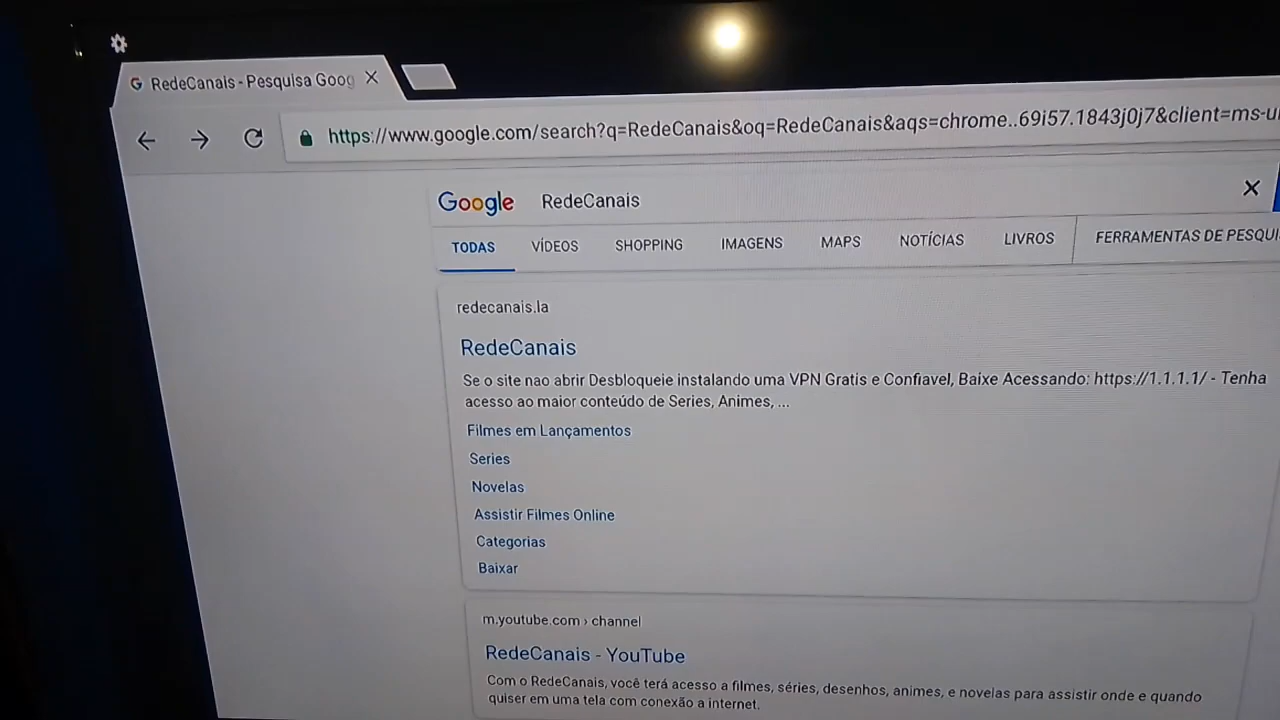 RedeCanais - Pesquisa Goog
https://www.google.com/search?q=RedeCanais&oq=RedeCanais&aqs=chrome..69i57.1843j0j7&client=ms-u
Google RedeCanais
TODAS VÍDEOS SHOPPING IMAGENS MAPS NOTÍCIAS LIVROS FERRAMENTAS DE PESQUI
redecanais.la
RedeCanais
Se o site nao abrir Desbloqueie instalando uma VPN Gratis e Confiavel, Baixe Acessando: https://1.1.1.1/ - Tenha
acesso ao maior conteúdo de Series, Animes, ...
Filmes em Lançamentos
Series
Novelas
Assistir Filmes Online
Categorias
Baixar
m.youtube.com › channel
RedeCanais - YouTube
Com o RedeCanais, você terá acesso a filmes, séries, desenhos, animes, e novelas para assistir onde e quando
quiser em uma tela com conexão a internet.